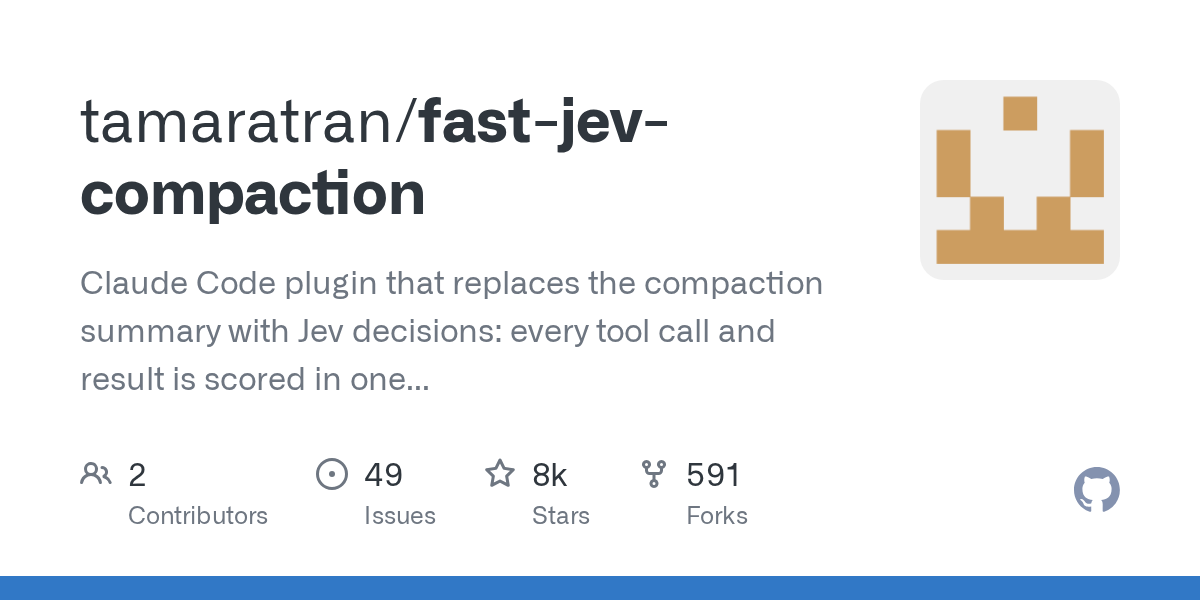 tamaratran/fast-jev-
compaction
Claude Code plugin that replaces the compaction
summary with Jev decisions: every tool call and
result is scored in one...
2 49 8k 591
Contributors Issues Stars Forks